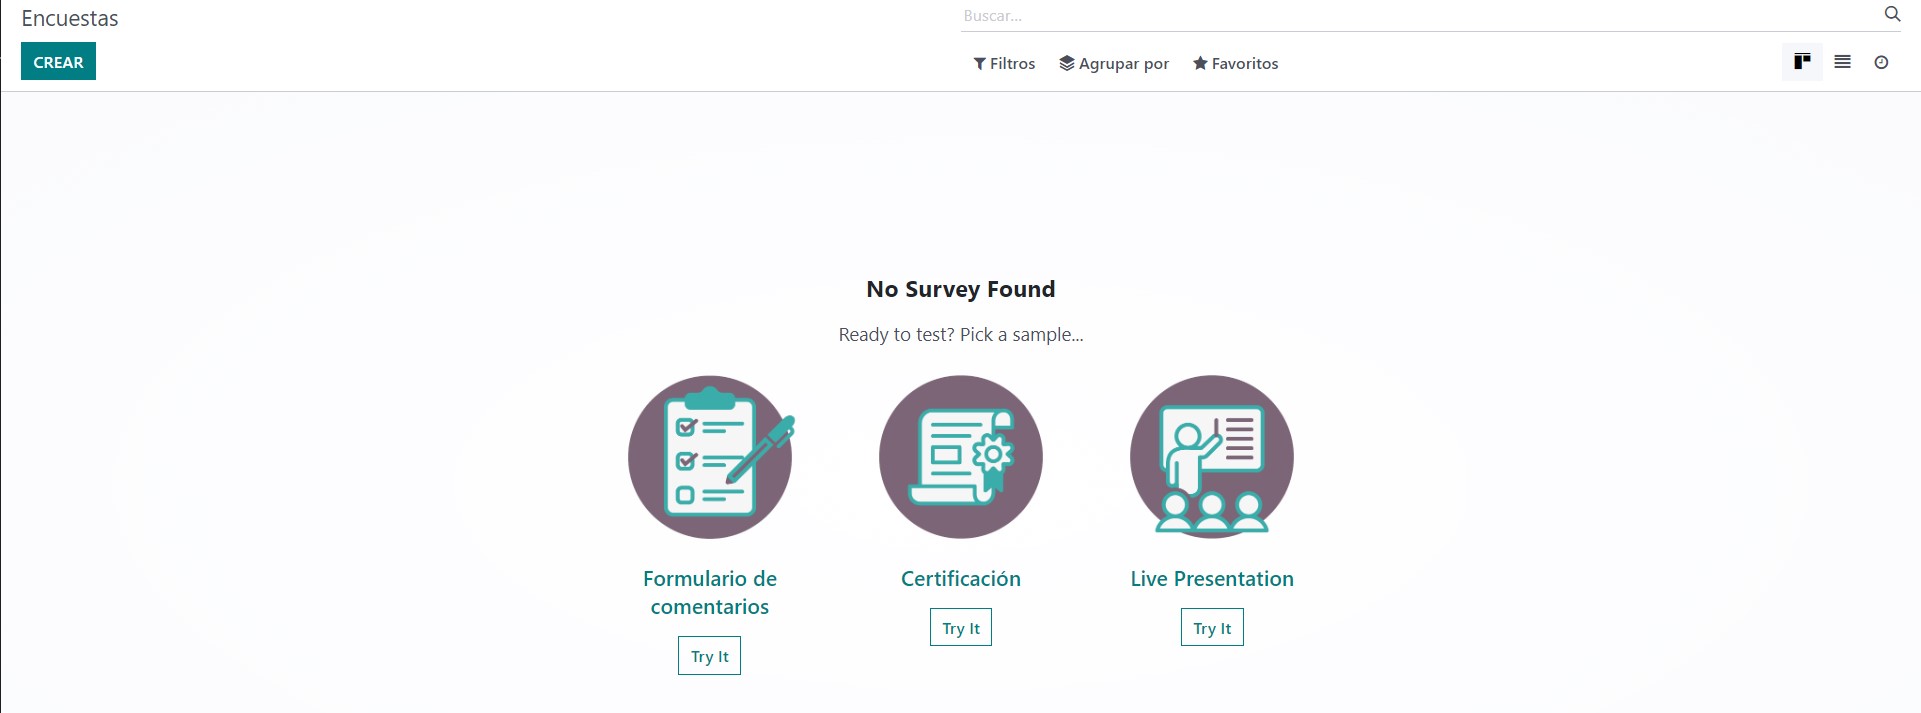 Encuestas
Buscar...
CREAR
Filtros Agrupar por Favoritos
No Survey Found
Ready to test? Pick a sample...
Formulario de
comentarios
Try It
Certificación
Try It
Live Presentation
Try It